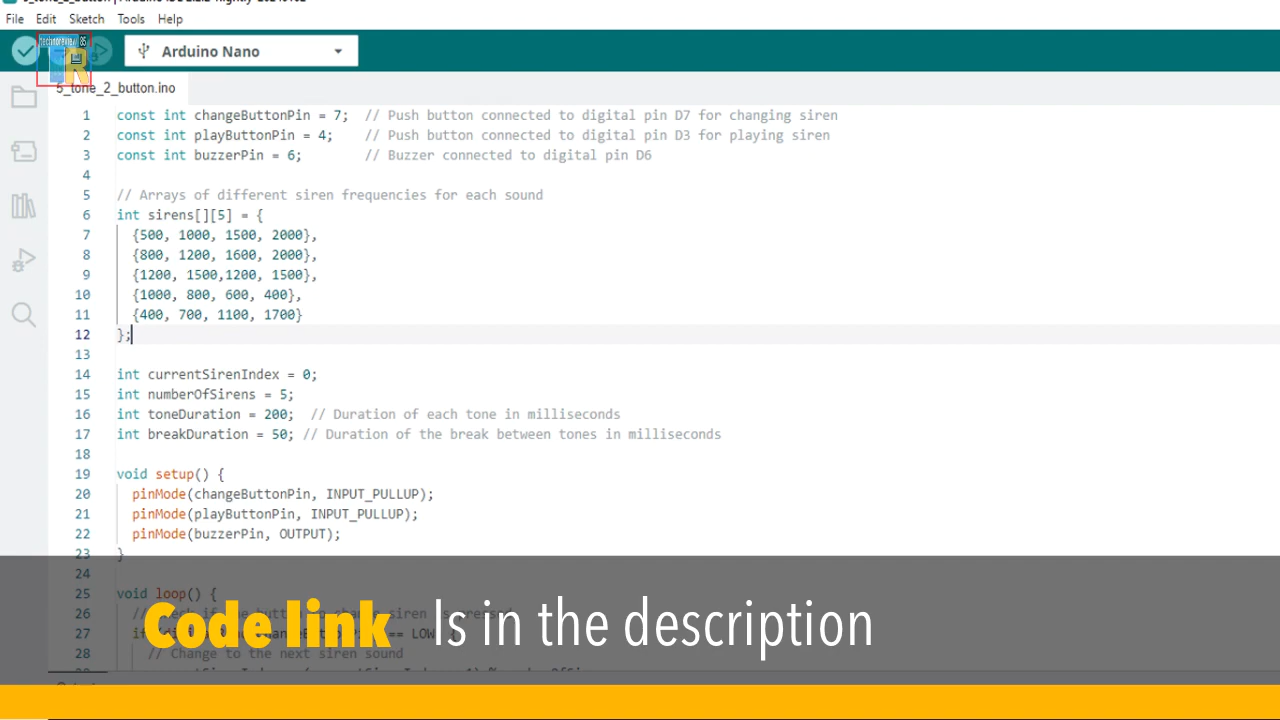 File Edit Sketch Tools Help
Arduino Nano
5_tone_2_button.ino
1 const int changeButtonPin = 7;  // Push button connected to digital pin D7 for changing siren
2 const int playButtonPin = 4;    // Push button connected to digital pin D3 for playing siren
3 const int buzzerPin = 6;        // Buzzer connected to digital pin D6
4
5 // Arrays of different siren frequencies for each sound
6 int sirens[][5] = {
7   {500, 1000, 1500, 2000},
8   {800, 1200, 1600, 2000},
9   {1200, 1500,1200, 1500},
10   {1000, 800, 600, 400},
11   {400, 700, 1100, 1700}
12 };
13
14 int currentSirenIndex = 0;
15 int numberOfSirens = 5;
16 int toneDuration = 200;  // Duration of each tone in milliseconds
17 int breakDuration = 50; // Duration of the break between tones in milliseconds
18
19 void setup() {
20   pinMode(changeButtonPin, INPUT_PULLUP);
21   pinMode(playButtonPin, INPUT_PULLUP);
22   pinMode(buzzerPin, OUTPUT);
23 }
24
25 void loop() {
26
27 == LOW
28   // Change to the next siren sound
Code link Is in the description